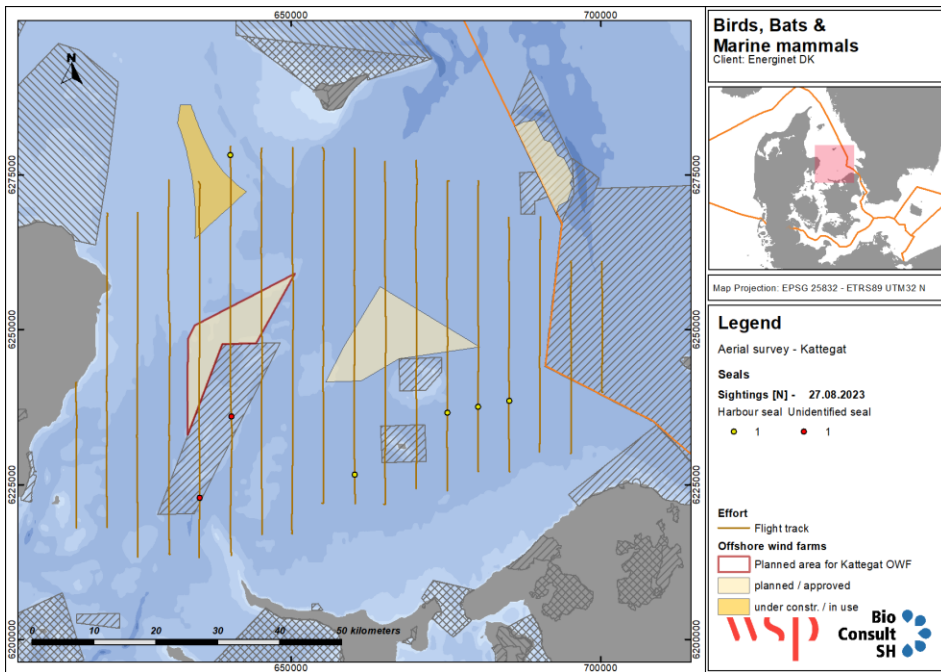 650000
700000
N
6275000
6275000
6250000
6250000
6225000
6225000
6200000
6200000
0
10
20
30
40
50 kilometers
650000
700000
Birds, Bats &
Marine mammals
Client: Energinet DK
Map Projection: EPSG 25832 - ETRS89 UTM32 N
Legend
Aerial survey - Kattegat
Seals
Sightings [N] - 27.08.2023
Harbour seal Unidentified seal
1 1
Effort
Flight track
Offshore wind farms
Planned area for Kattegat OWF
planned / approved
under constr. / in use
wsp
Bio
Consult
SH